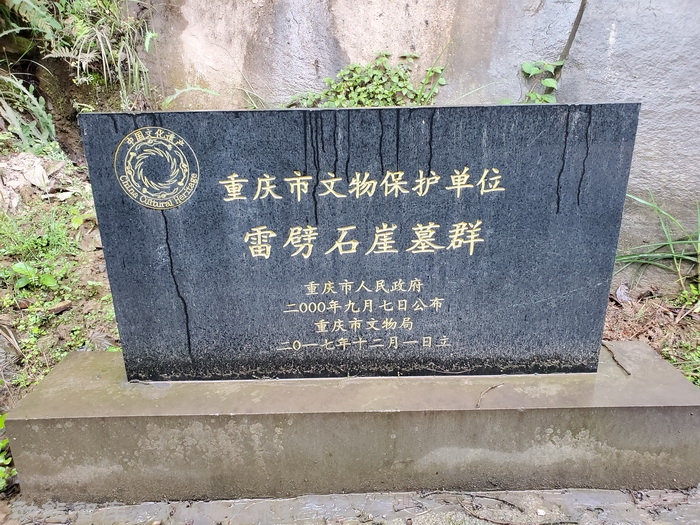 中国文化遗产
China Cultural Heritage
重庆市文物保护单位
雷劈石崖墓群
重庆市人民政府
二000年九月七日公布
重庆市文物局
二0一七年十二月一日立